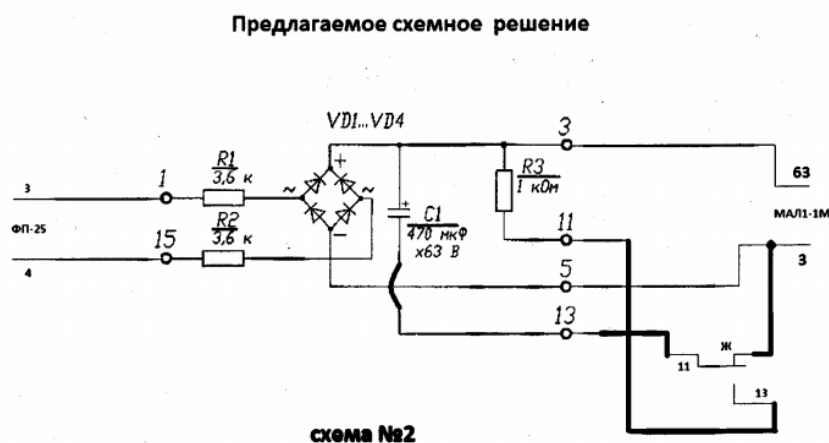 Предлагаемое схемное решение
VD1...VD4
3
R3
1 кОм
63
МАЛ1-1М
3
R1
3,6 к
1
3
ФП-25
4
15
R2
3,6 к
~
+
~
−
+
C1
470 мкФ
х63 В
11
5
13
Ж
11
13
схема №2